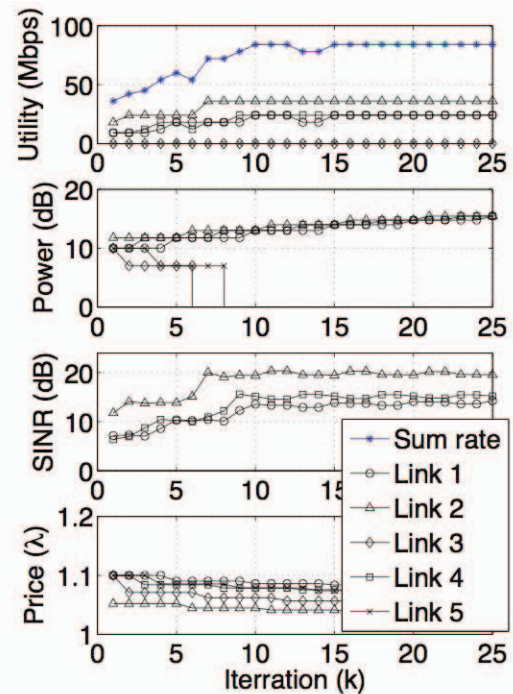 100
50
0
Utility (Mbps)
0 5 10 15 20 25
20
10
0
Power (dB)
0 5 10 15 20 25
20
10
0
SINR (dB)
0 5 10 15
1.2
1.1
1
Price (λ)
0 5 10 15 20 25
Iterration (k)
Sum rate
Link 1
Link 2
Link 3
Link 4
Link 5